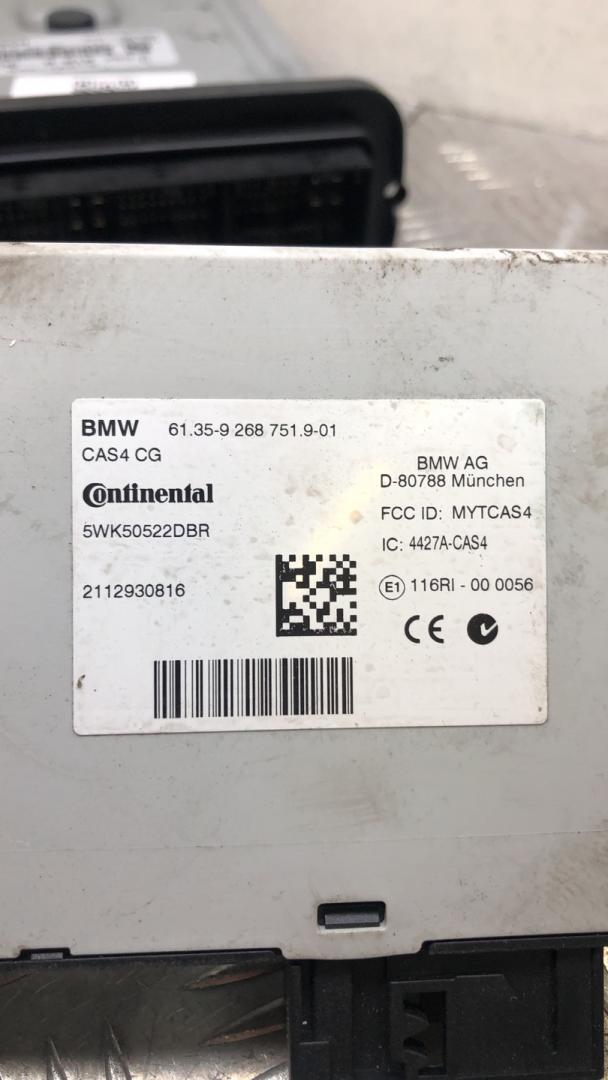 BMW 61.35-9 268 751.9-01
CAS4 CG
Continental
5WK50522DBR
2112930816
BMW AG
D-80788 München
FCC ID: MYTCAS4
IC: 4427A-CAS4
E1 116RI - 00 0056
CE